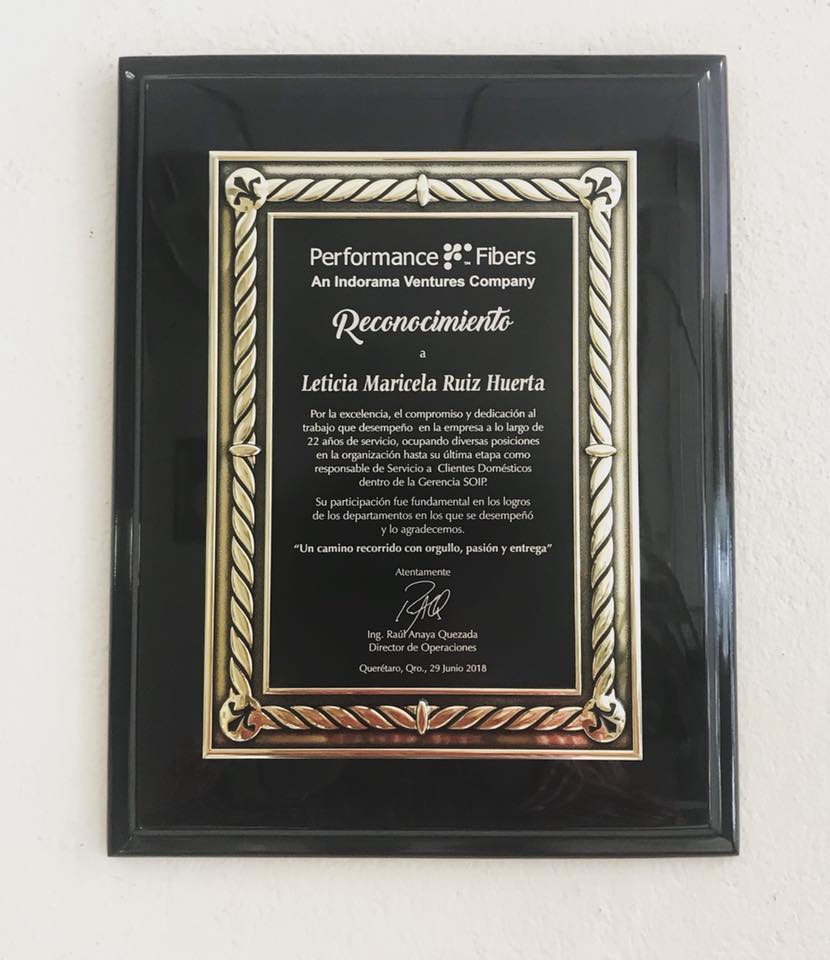 Performance Fibers
An Indorama Ventures Company
Reconocimiento
a
Leticia Maricela Ruiz Huerta
Por la excelencia, el compromiso y dedicación al
trabajo que desempeño en la empresa a lo largo de
22 años de servicio, ocupando diversas posiciones
en la organización hasta su última etapa como
responsable de Servicio a Clientes Domésticos
dentro de la Gerencia SOIP.
Su participación fue fundamental en los logros
de los departamentos en los que se desempeñó
y lo agradecemos.
“Un camino recorrido con orgullo, pasión y entrega”
Atentamente
Ing. Raúl Anaya Quezada
Director de Operaciones
Querétaro, Qro., 29 Junio 2018